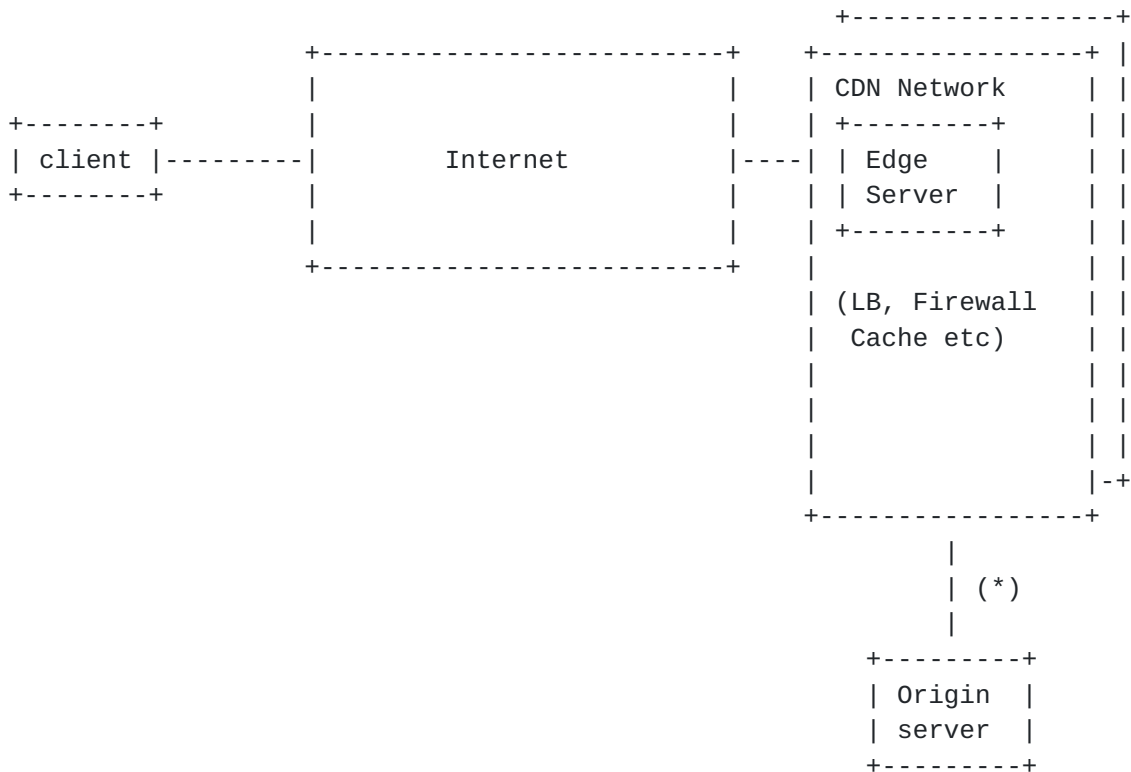 CDN Network
client
Internet
Edge
Server
(LB, Firewall
Cache etc)
(*)
Origin
server